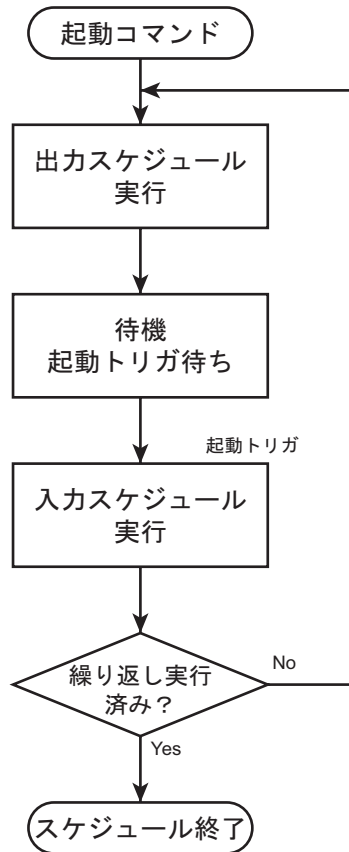 起動コマンド
出力スケジュール
実行
待機
起動トリガ待ち
起動トリガ
入力スケジュール
実行
繰り返し実行
済み？
No
Yes
スケジュール終了